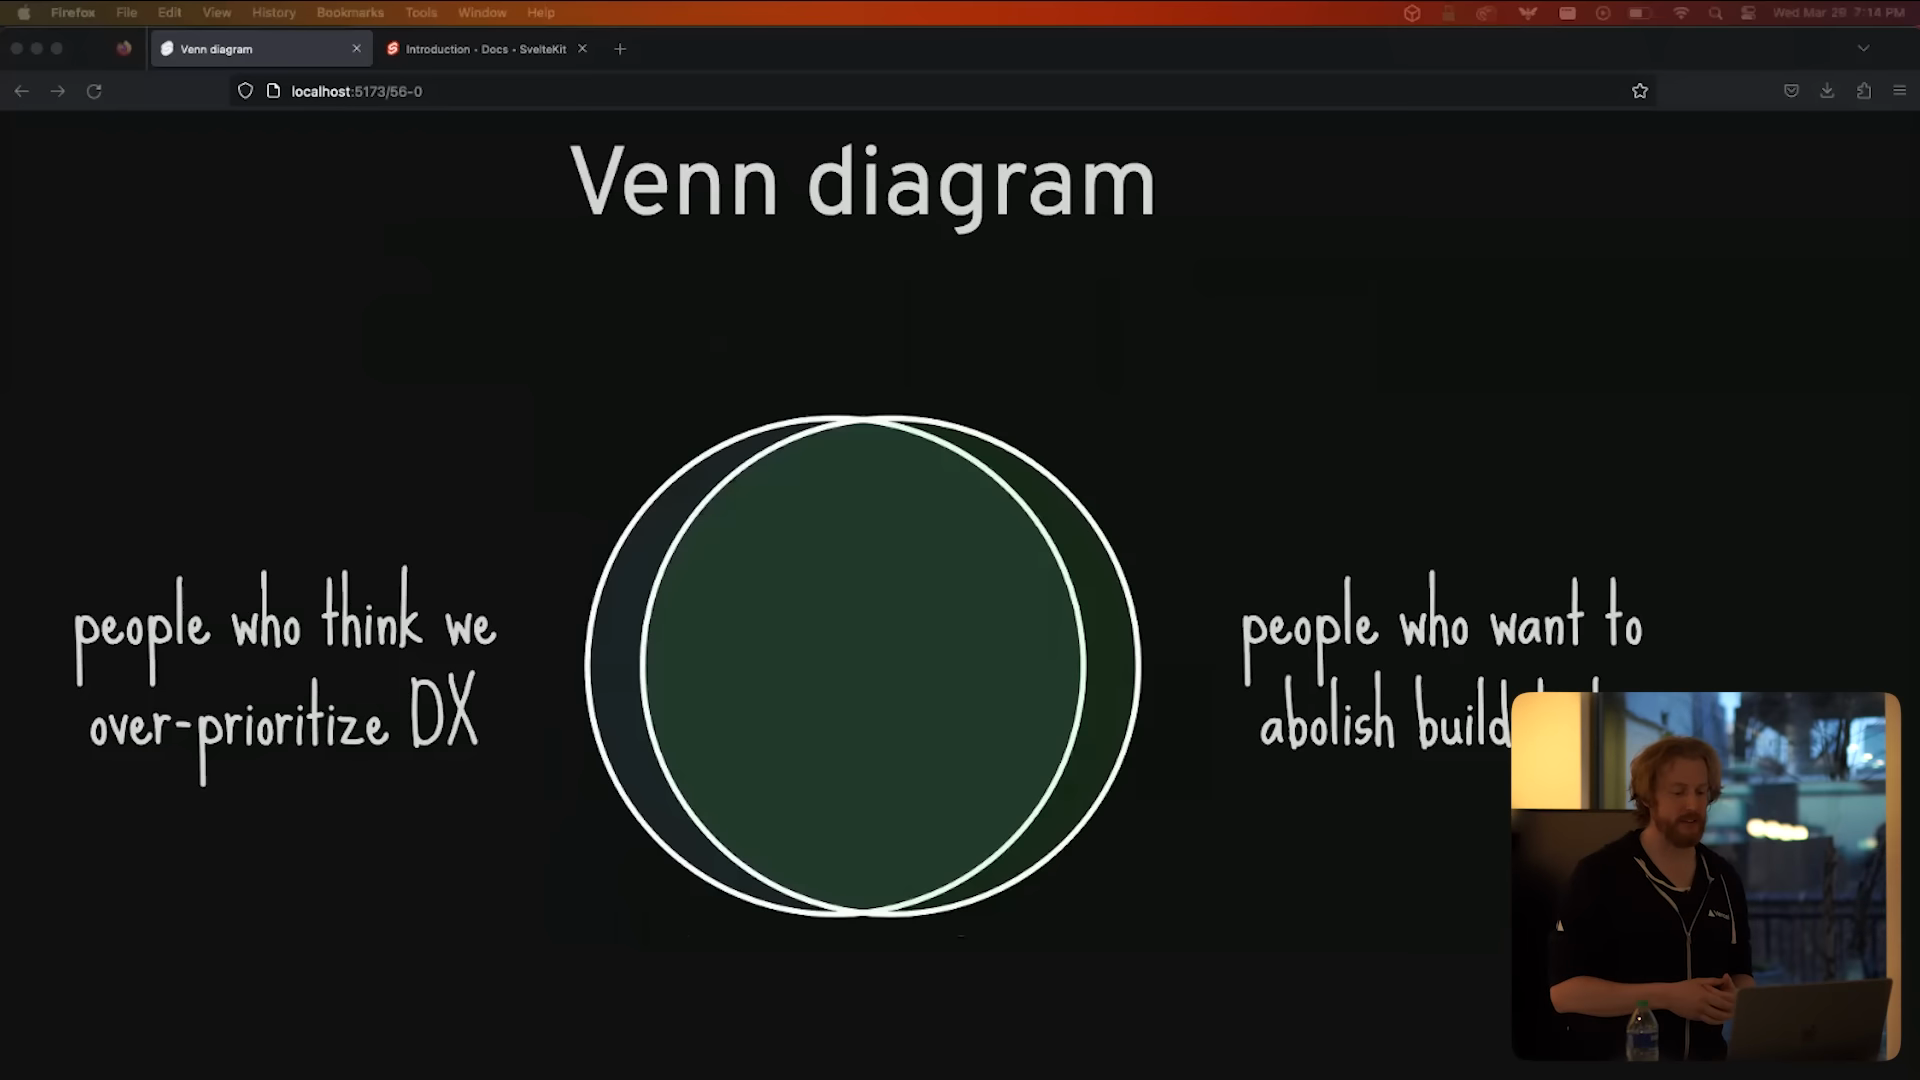 Firefox File Edit View History Bookmarks Tools Window Help
Wed Mar 29 7:14 PM
Venn diagram
Introduction - Docs - SvelteKit
localhost:5173/56-0
Venn diagram
people who think we
over-prioritize DX
people who want to
abolish build